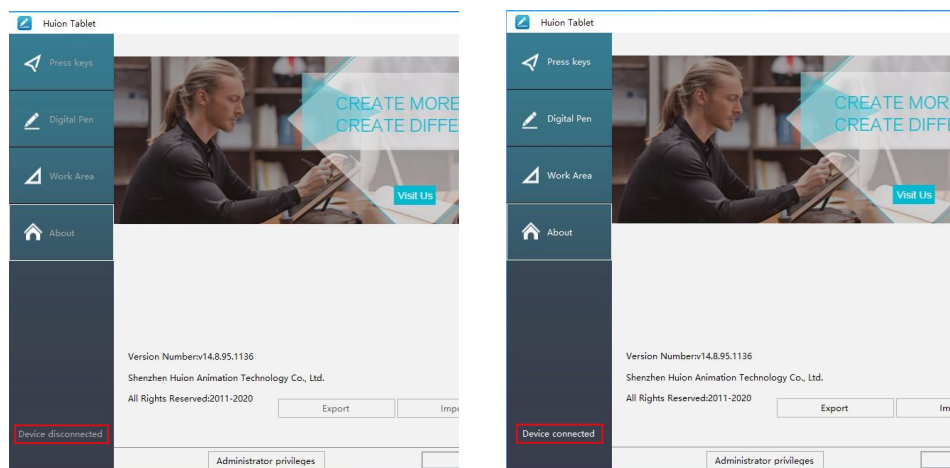 Huion Tablet
Press keys
Digital Pen
Work Area
About
CREATE MORE
CREATE DIFFE
Visit Us
Version Number:v14.8.95.1136
Shenzhen Huion Animation Technology Co., Ltd.
All Rights Reserved:2011-2020
Export
Imp
Device disconnected
Administrator privileges
Huion Tablet
Press keys
Digital Pen
Work Area
About
CREATE MOR
CREATE DIFF
Visit Us
Version Number:v14.8.95.1136
Shenzhen Huion Animation Technology Co., Ltd.
All Rights Reserved:2011-2020
Export
Im
Device connected
Administrator privileges